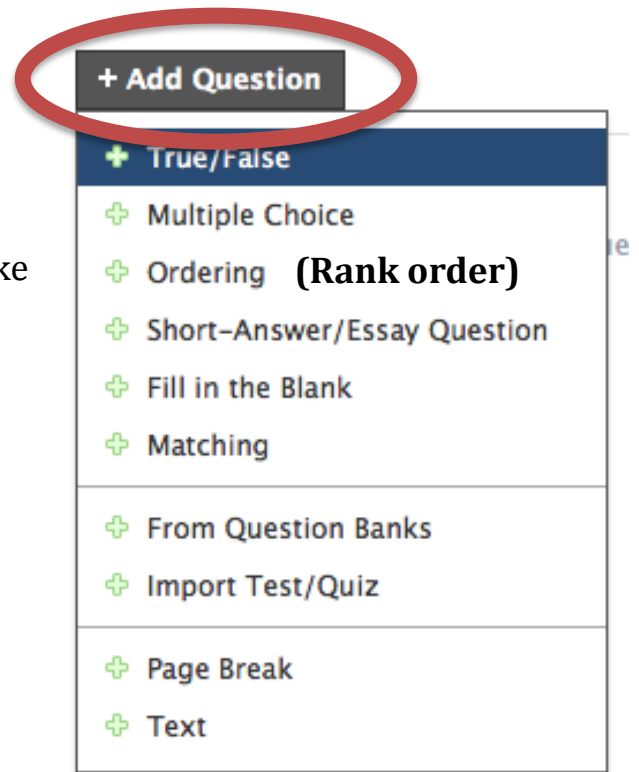 + Add Question
True/False
Multiple Choice
ke
Ordering (Rank order)
Short-Answer/Essay Question
Fill in the Blank
Matching
From Question Banks
Import Test/Quiz
Page Break
Text